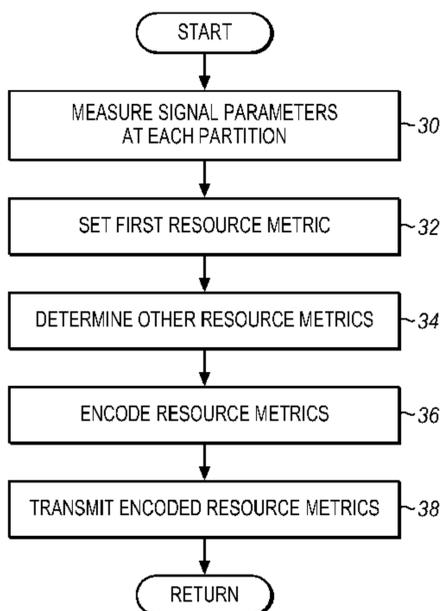 START
MEASURE SIGNAL PARAMETERS
AT EACH PARTITION
30
SET FIRST RESOURCE METRIC
32
DETERMINE OTHER RESOURCE METRICS
34
ENCODE RESOURCE METRICS
36
TRANSMIT ENCODED RESOURCE METRICS
38
RETURN